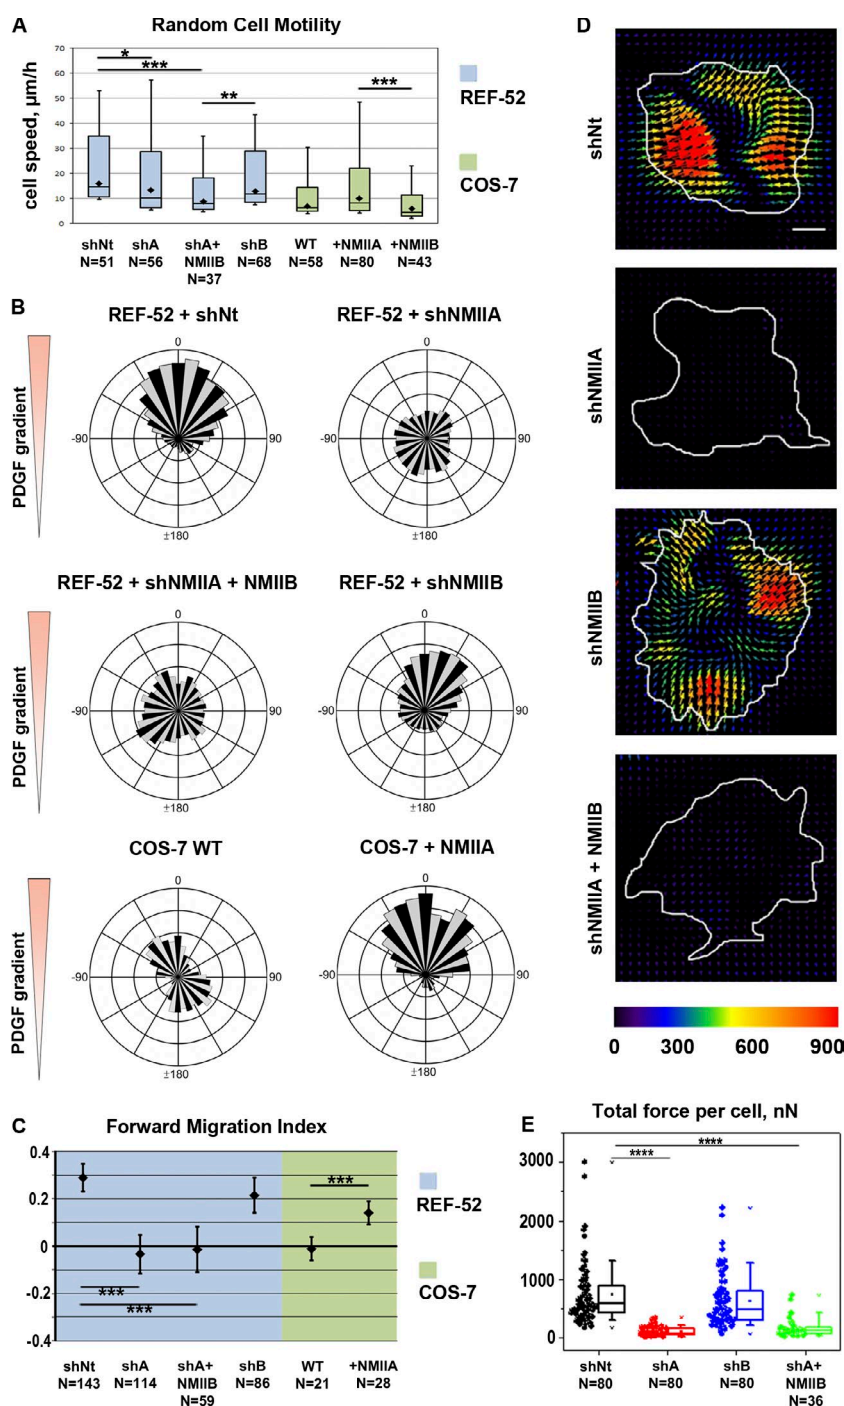 A
Random Cell Motility
cell speed, µm/h
70
60
50
40
30
20
10
0
*
***
**
***
REF-52
COS-7
shNt
N=51
shA
N=56
shA+
NMIIB
N=37
shB
N=68
WT
N=58
+NMIIA
N=80
+NMIIB
N=43
B
PDGF gradient
REF-52 + shNt
0
-90
90
±180
REF-52 + shNMIIA
0
-90
90
±180
PDGF gradient
REF-52 + shNMIIA + NMIIB
0
-90
90
±180
REF-52 + shNMIIB
0
-90
90
±180
PDGF gradient
COS-7 WT
0
-90
90
±180
COS-7 + NMIIA
0
-90
90
±180
C
Forward Migration Index
0.4
0.2
0
-0.2
-0.4
***
***
***
REF-52
COS-7
shNt
N=143
shA
N=114
shA+
NMIIB
N=59
shB
N=86
WT
N=21
+NMIIA
N=28
D
shNt
shNMIIA
shNMIIB
shNMIIA + NMIIB
0 300 600 900
E
Total force per cell, nN
3000
2000
1000
0
****
****
shNt
N=80
shA
N=80
shB
N=80
shA+
NMIIB
N=36